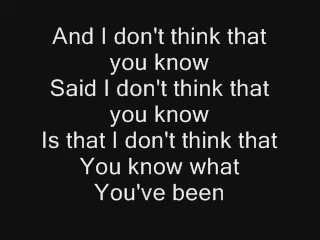 And I don't think that
you know
Said I don't think that
you know
Is that I don't think that
You know what
You've been